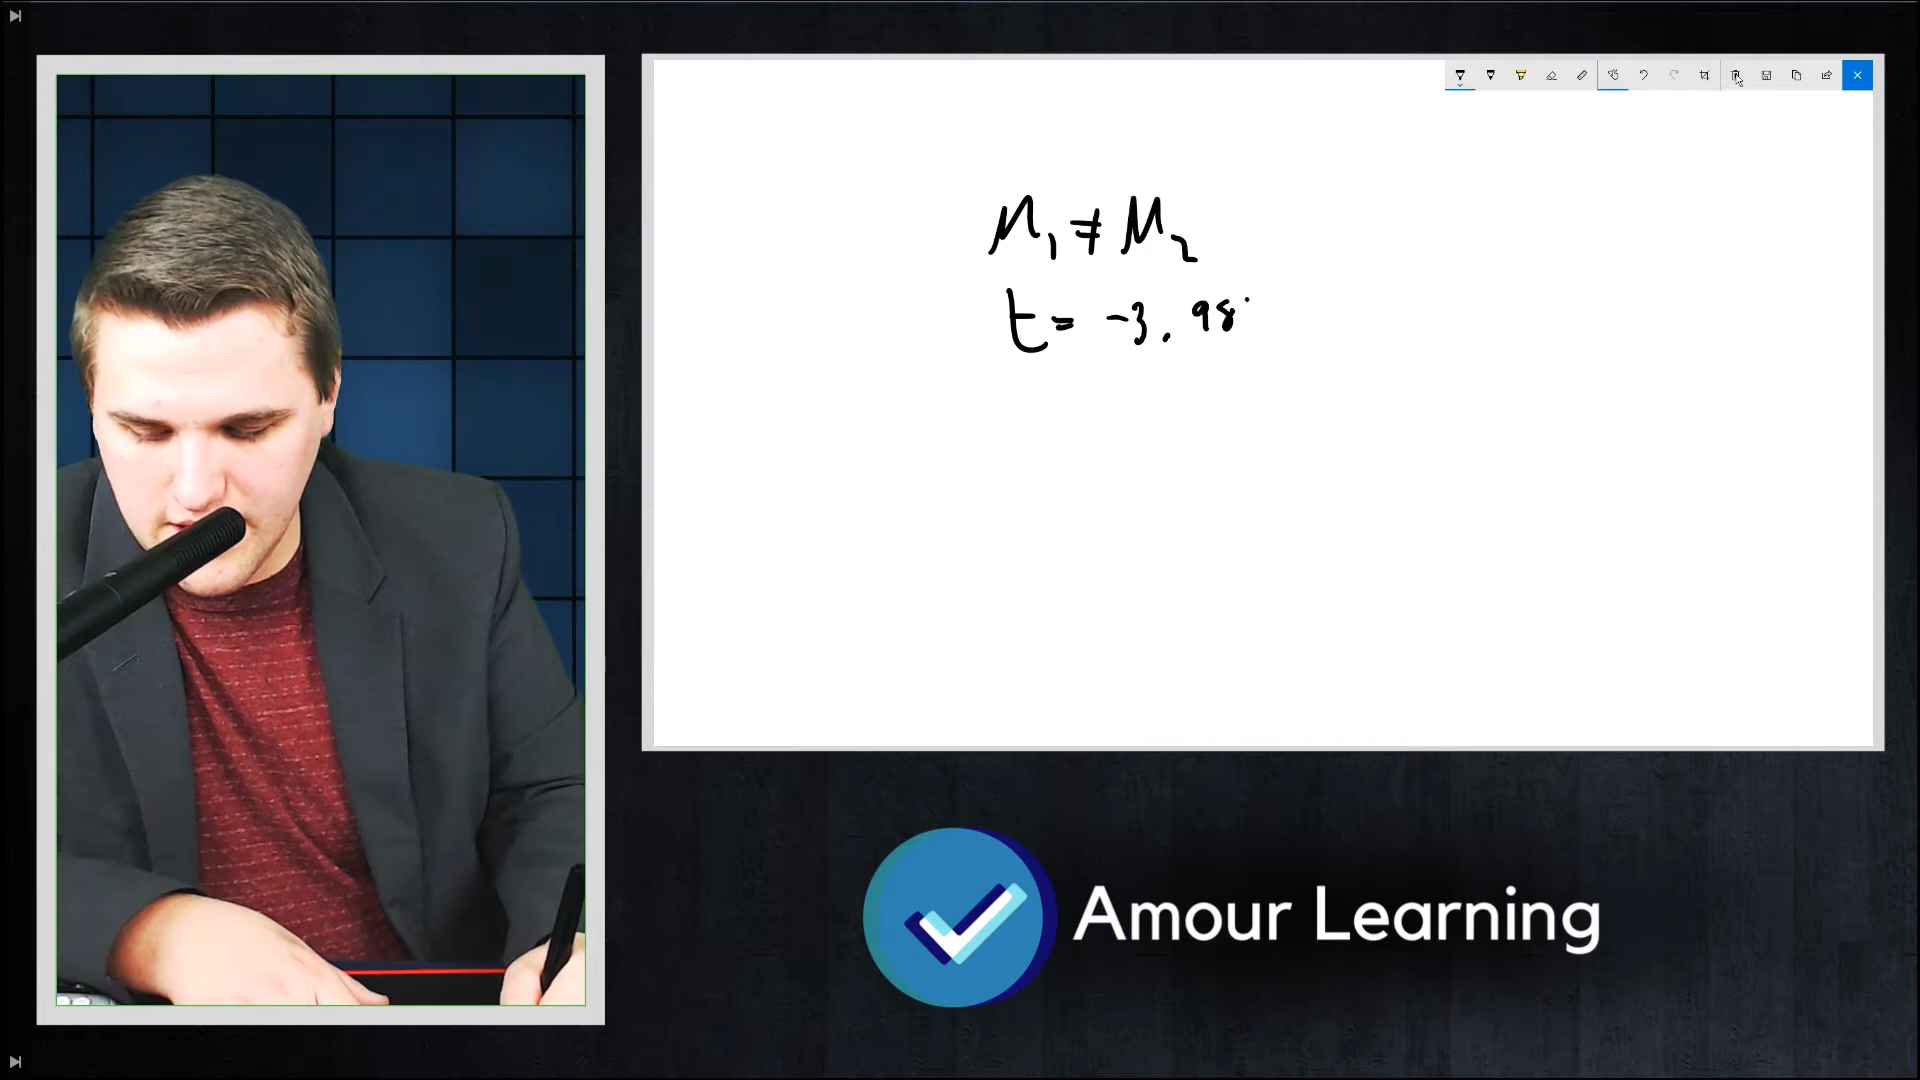 μ₁ ≠ μ₂
t = -3.98
Amour Learning